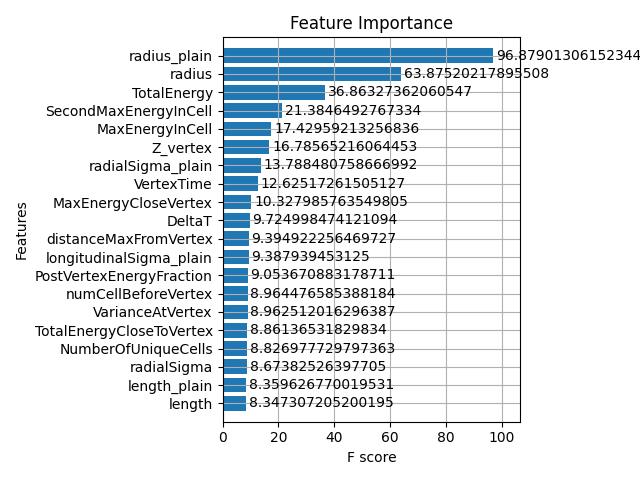 Feature Importance
radius_plain 96.87901306152344
radius 63.87520217895508
TotalEnergy 36.86327362060547
SecondMaxEnergyInCell 21.3846492767334
MaxEnergyInCell 17.42959213256836
Z_vertex 16.78565216064453
radialSigma_plain 13.788480758666992
VertexTime 12.62517261505127
MaxEnergyCloseVertex 10.327985763549805
DeltaT 9.724998474121094
distanceMaxFromVertex 9.394922256469727
longitudinalSigma_plain 9.387939453125
PostVertexEnergyFraction 9.053670883178711
numCellBeforeVertex 8.964476585388184
VarianceAtVertex 8.962512016296387
TotalEnergyCloseToVertex 8.86136531829834
NumberOfUniqueCells 8.826977729797363
radialSigma 8.67382526397705
length_plain 8.359626770019531
length 8.347307205200195
0 20 40 60 80 100
F score
Features